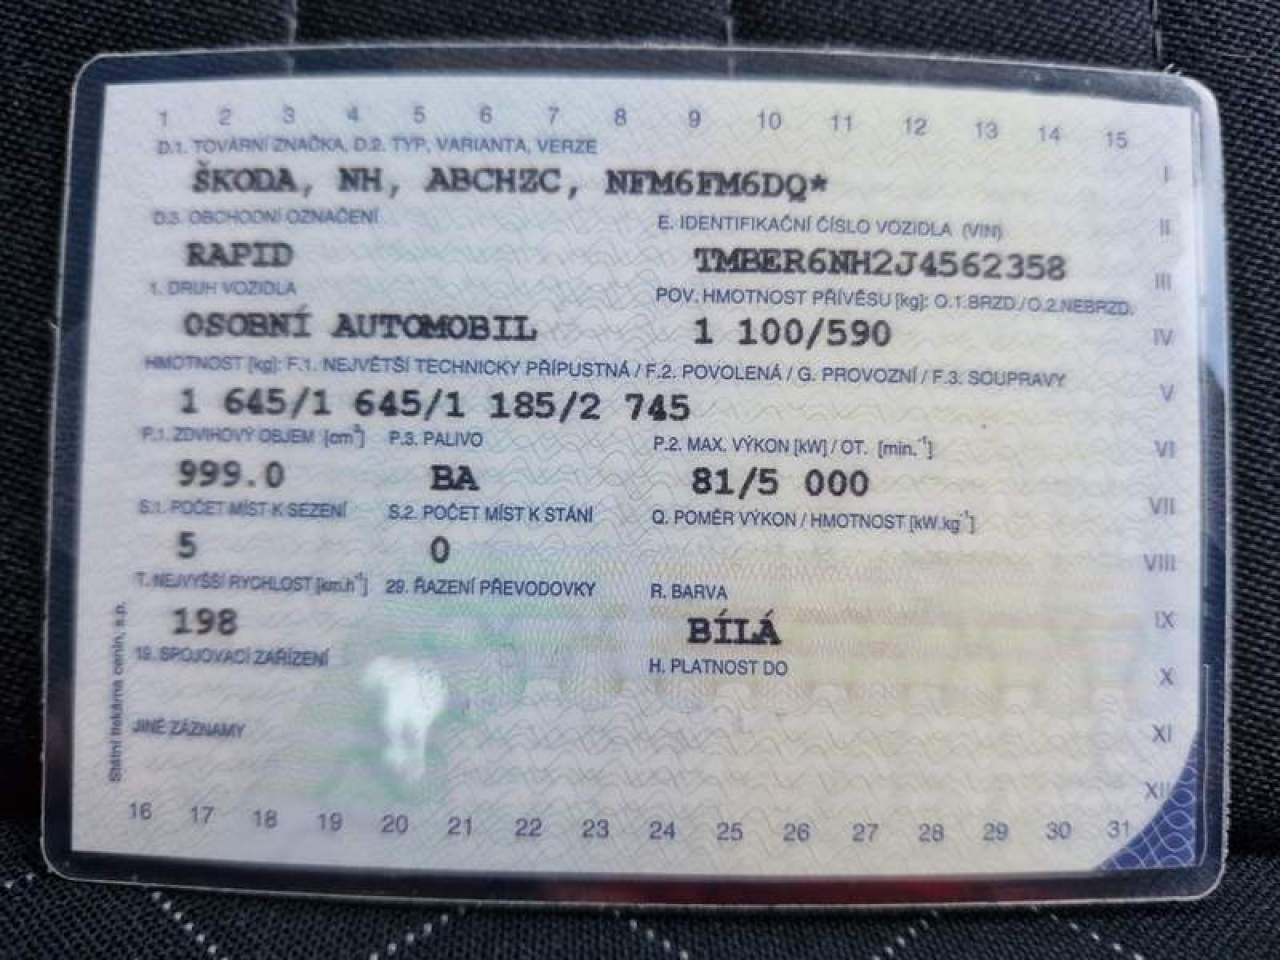 1 2 3 4 5 6 7 8 9 10 11 12 13 14 15
D.1. TOVÁRNÍ ZNAČKA, D.2. TYP, VARIANTA, VERZE
ŠKODA, NH, ABCHZC, NFM6FM6DQ* I
D.3. OBCHODNÍ OZNAČENÍ E. IDENTIFIKAČNÍ ČÍSLO VOZIDLA (VIN) II
RAPID TMBER6NH2J4562358
1. DRUH VOZIDLA POV. HMOTNOST PŘÍVĚSU [kg]: O.1.BRZD./O.2.NEBRZD. III
OSOBNÍ AUTOMOBIL 1 100/590 IV
HMOTNOST [kg]: F.1. NEJVĚTŠÍ TECHNICKY PŘÍPUSTNÁ / F.2. POVOLENÁ / G. PROVOZNÍ / F.3. SOUPRAVY
1 645/1 645/1 185/2 745 V
P.1. ZDVIHOVÝ OBJEM [cm³] P.3. PALIVO P.2. MAX. VÝKON [kW] / OT. [min.⁻¹] VI
999.0 BA 81/5 000
S.1. POČET MÍST K SEZENÍ S.2. POČET MÍST K STÁNÍ Q. POMĚR VÝKON / HMOTNOST [kW.kg⁻¹] VII
5 0 VIII
T. NEJVYŠŠÍ RYCHLOST [km.h⁻¹] 29. ŘAZENÍ PŘEVODOVKY R. BARVA
198 BÍLÁ IX
19. SPOJOVACÍ ZAŘÍZENÍ H. PLATNOST DO X
JINÉ ZÁZNAMY XI
XII
16 17 18 19 20 21 22 23 24 25 26 27 28 29 30 31
Státní tiskárna cenin, s.p.